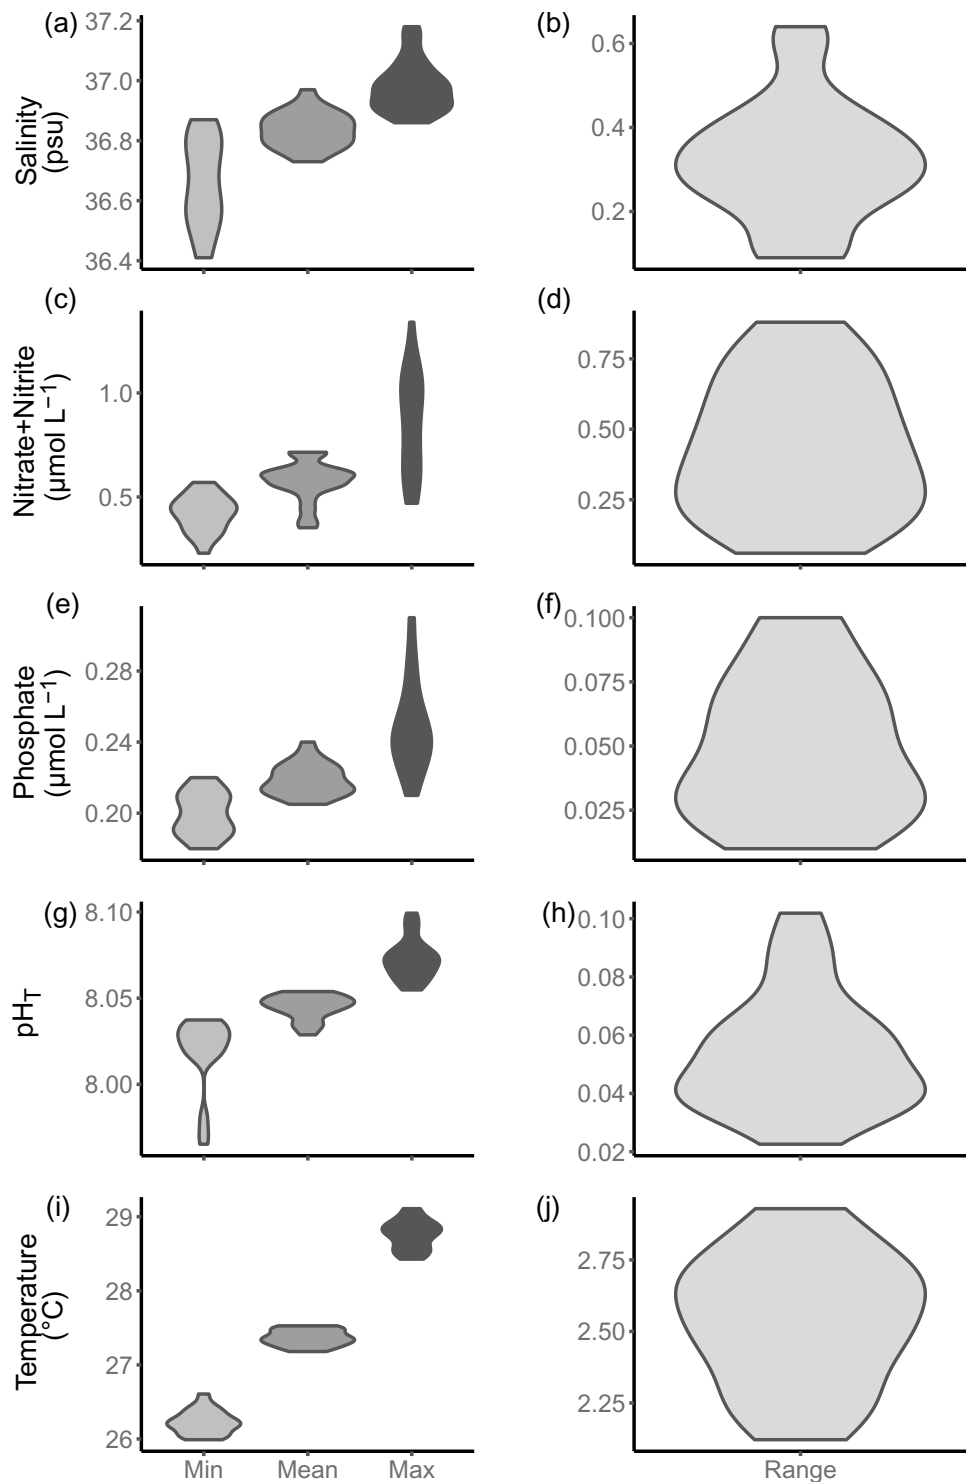 (a)
37.2
37.0
36.8
36.6
36.4
Salinity
(psu)
(b)
0.6
0.4
0.2
(c)
1.0
0.5
Nitrate+Nitrite
(µmol L⁻¹)
(d)
0.75
0.50
0.25
(e)
0.28
0.24
0.20
Phosphate
(µmol L⁻¹)
(f)
0.100
0.075
0.050
0.025
(g)
8.10
8.05
8.00
pH_T
(h)
0.10
0.08
0.06
0.04
0.02
(i)
29
28
27
26
Temperature
(°C)
Min Mean Max
(j)
2.75
2.50
2.25
Range